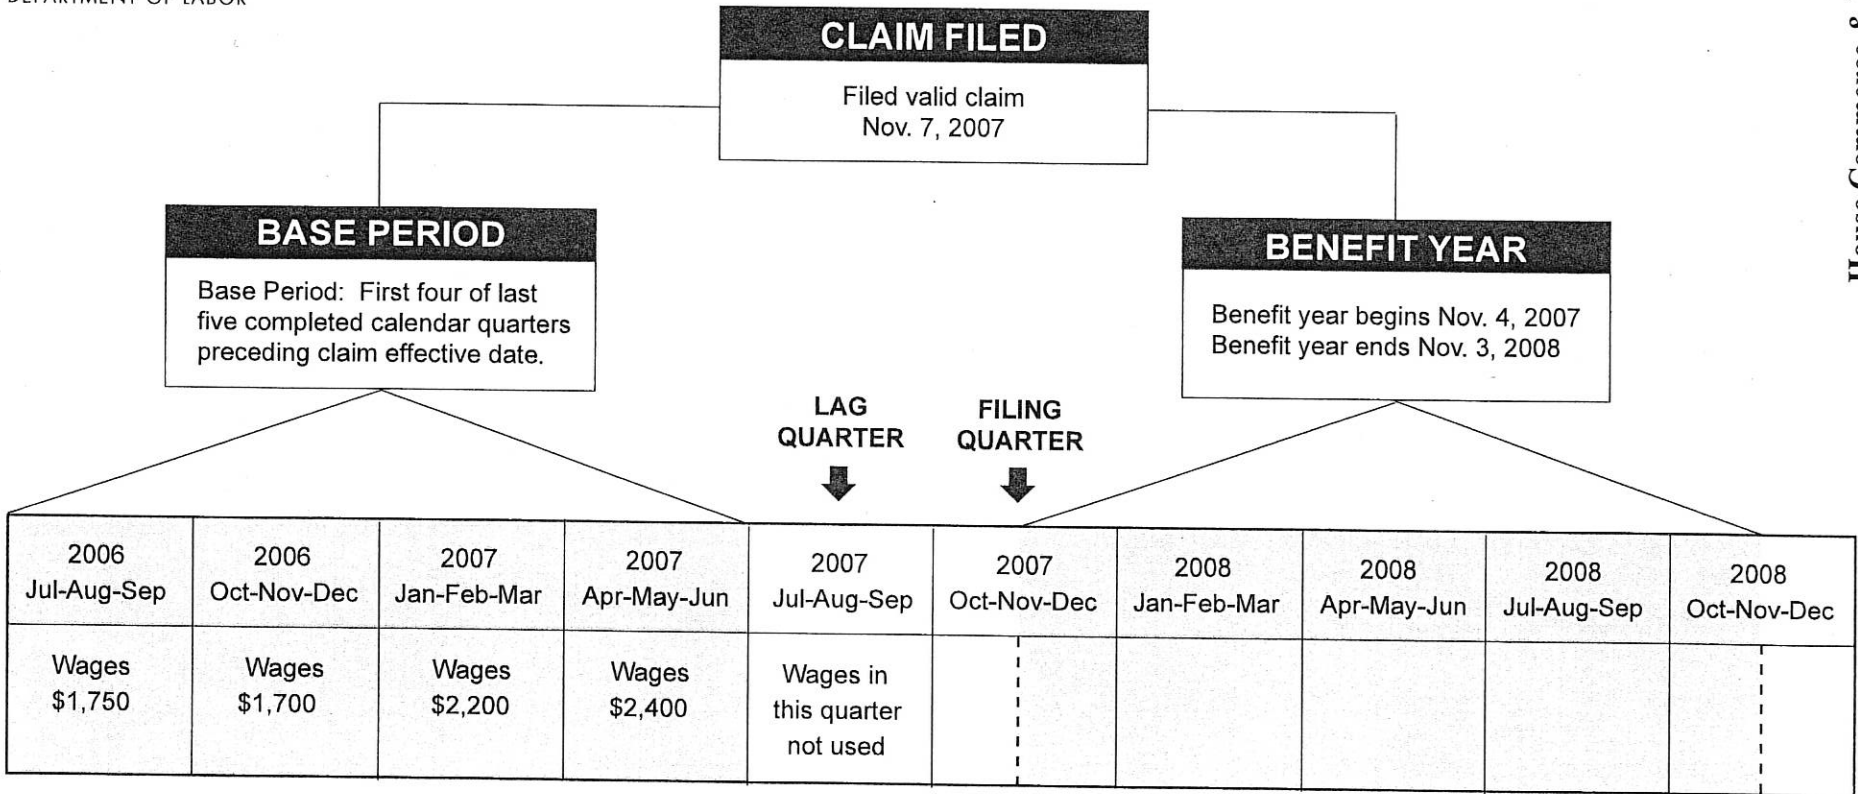 DEPARTMENT OF LABOR
CLAIM FILED
Filed valid claim
Nov. 7, 2007
BASE PERIOD
Base Period: First four of last
five completed calendar quarters
preceding claim effective date.
BENEFIT YEAR
Benefit year begins Nov. 4, 2007
Benefit year ends Nov. 3, 2008
LAG
QUARTER
FILING
QUARTER
2006
Jul-Aug-Sep
2006
Oct-Nov-Dec
2007
Jan-Feb-Mar
2007
Apr-May-Jun
2007
Jul-Aug-Sep
2007
Oct-Nov-Dec
2008
Jan-Feb-Mar
2008
Apr-May-Jun
2008
Jul-Aug-Sep
2008
Oct-Nov-Dec
Wages
$1,750
Wages
$1,700
Wages
$2,200
Wages
$2,400
Wages in
this quarter
not used
House Commerce &